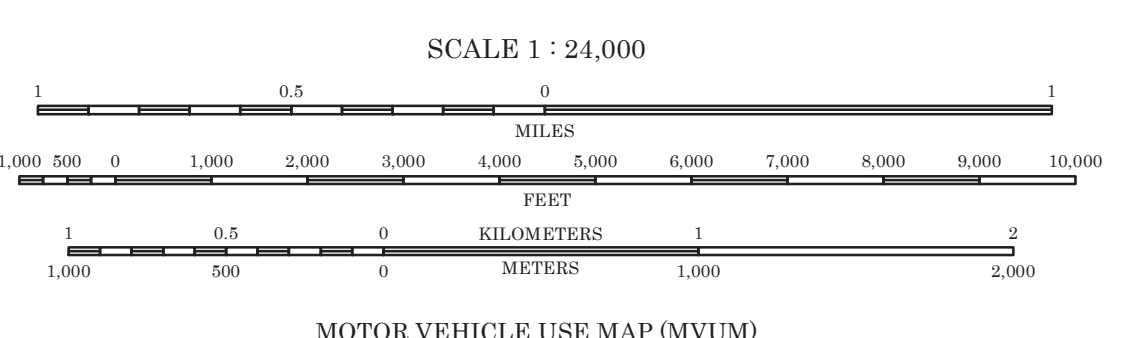 SCALE 1 : 24,000
1 0.5 0 1
MILES
1,000 500 0 1,000 2,000 3,000 4,000 5,000 6,000 7,000 8,000 9,000 10,000
FEET
1 0.5 0 KILOMETERS 1 2
1,000 500 0 METERS 1,000 2,000
MOTOR VEHICLE USE MAP (MVUM)